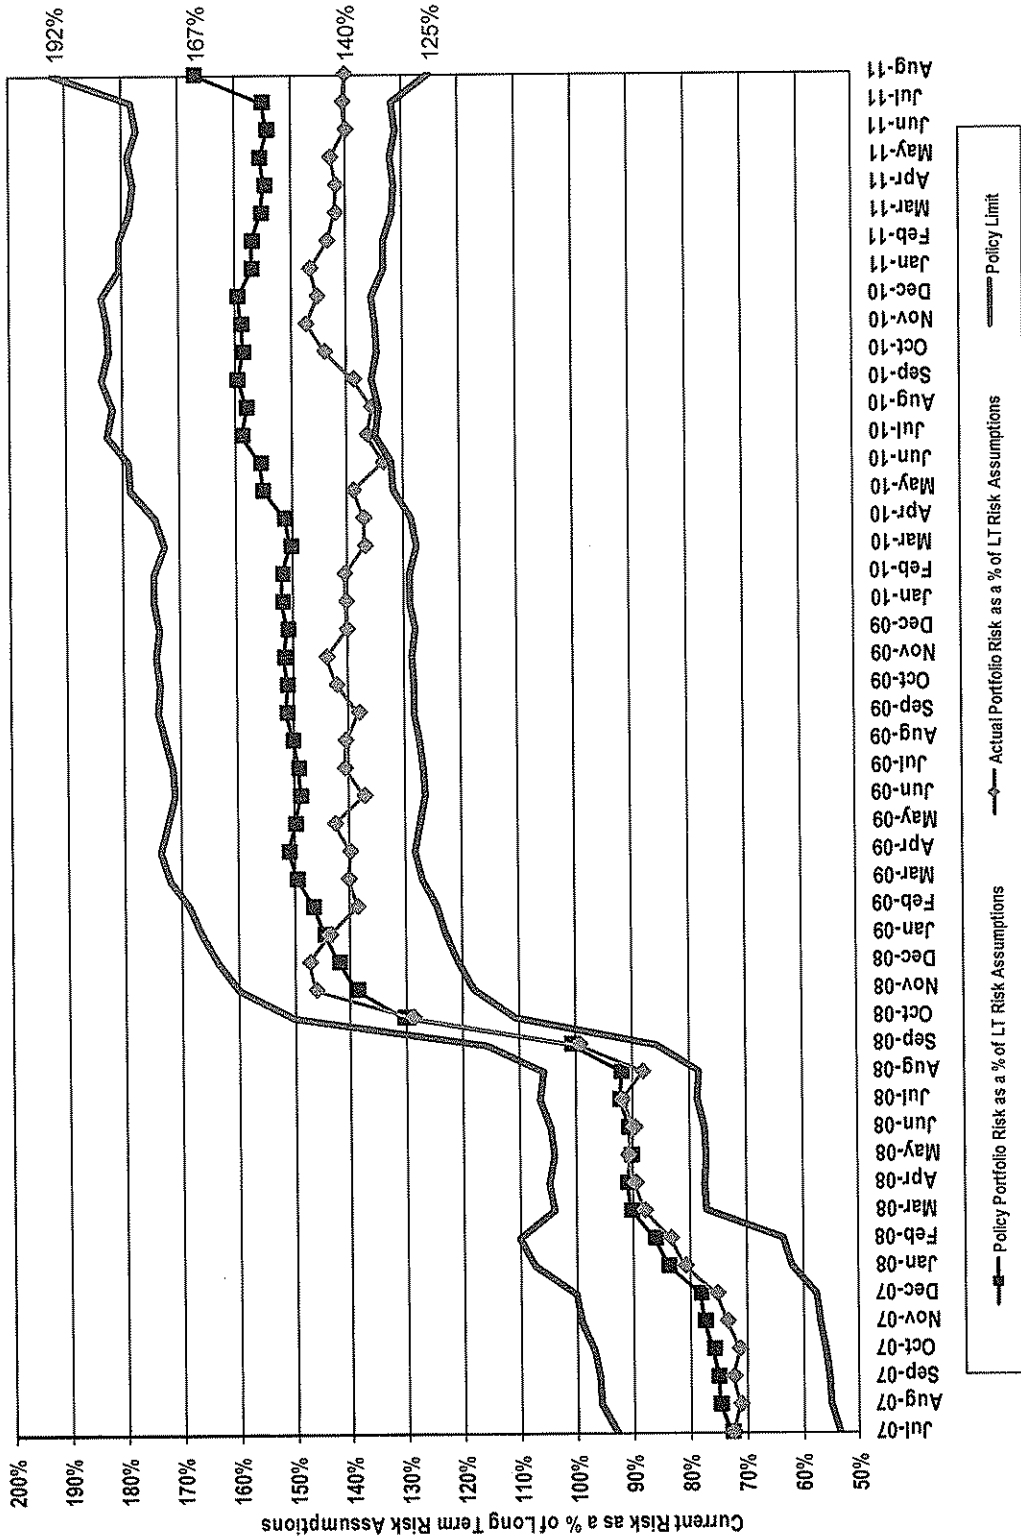 Current Risk as a % of Long Term Risk Assumptions
200%
190%
180%
170%
160%
150%
140%
130%
120%
110%
100%
90%
80%
70%
60%
50%
192%
167%
140%
125%
Jul-07
Aug-07
Sep-07
Oct-07
Nov-07
Dec-07
Jan-08
Feb-08
Mar-08
Apr-08
May-08
Jun-08
Jul-08
Aug-08
Sep-08
Oct-08
Nov-08
Dec-08
Jan-09
Feb-09
Mar-09
Apr-09
May-09
Jun-09
Jul-09
Aug-09
Sep-09
Oct-09
Nov-09
Dec-09
Jan-10
Feb-10
Mar-10
Apr-10
May-10
Jun-10
Jul-10
Aug-10
Sep-10
Oct-10
Nov-10
Dec-10
Jan-11
Feb-11
Mar-11
Apr-11
May-11
Jun-11
Jul-11
Aug-11
Policy Portfolio Risk as a % of LT Risk Assumptions
Actual Portfolio Risk as a % of LT Risk Assumptions
Policy Limit